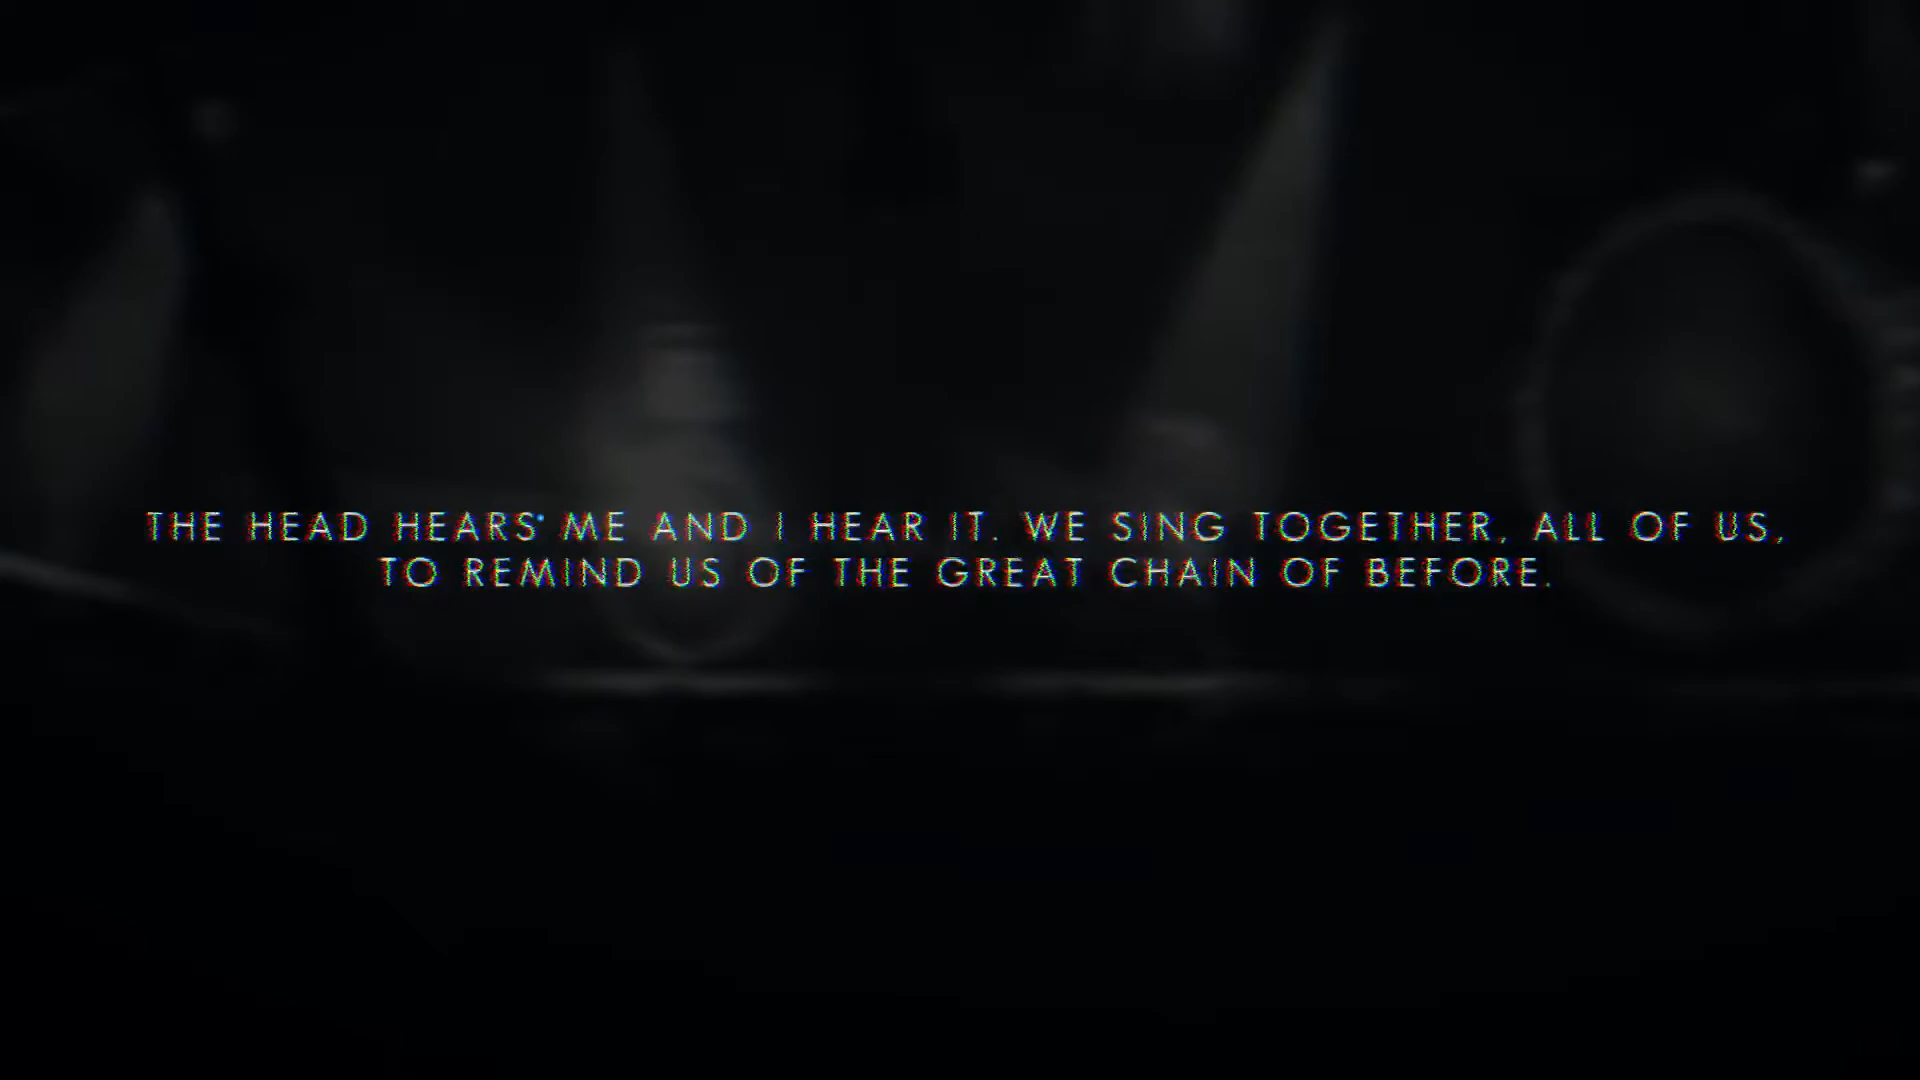 THE HEAD HEARS ME AND I HEAR IT. WE SING TOGETHER, ALL OF US,
TO REMIND US OF THE GREAT CHAIN OF BEFORE.